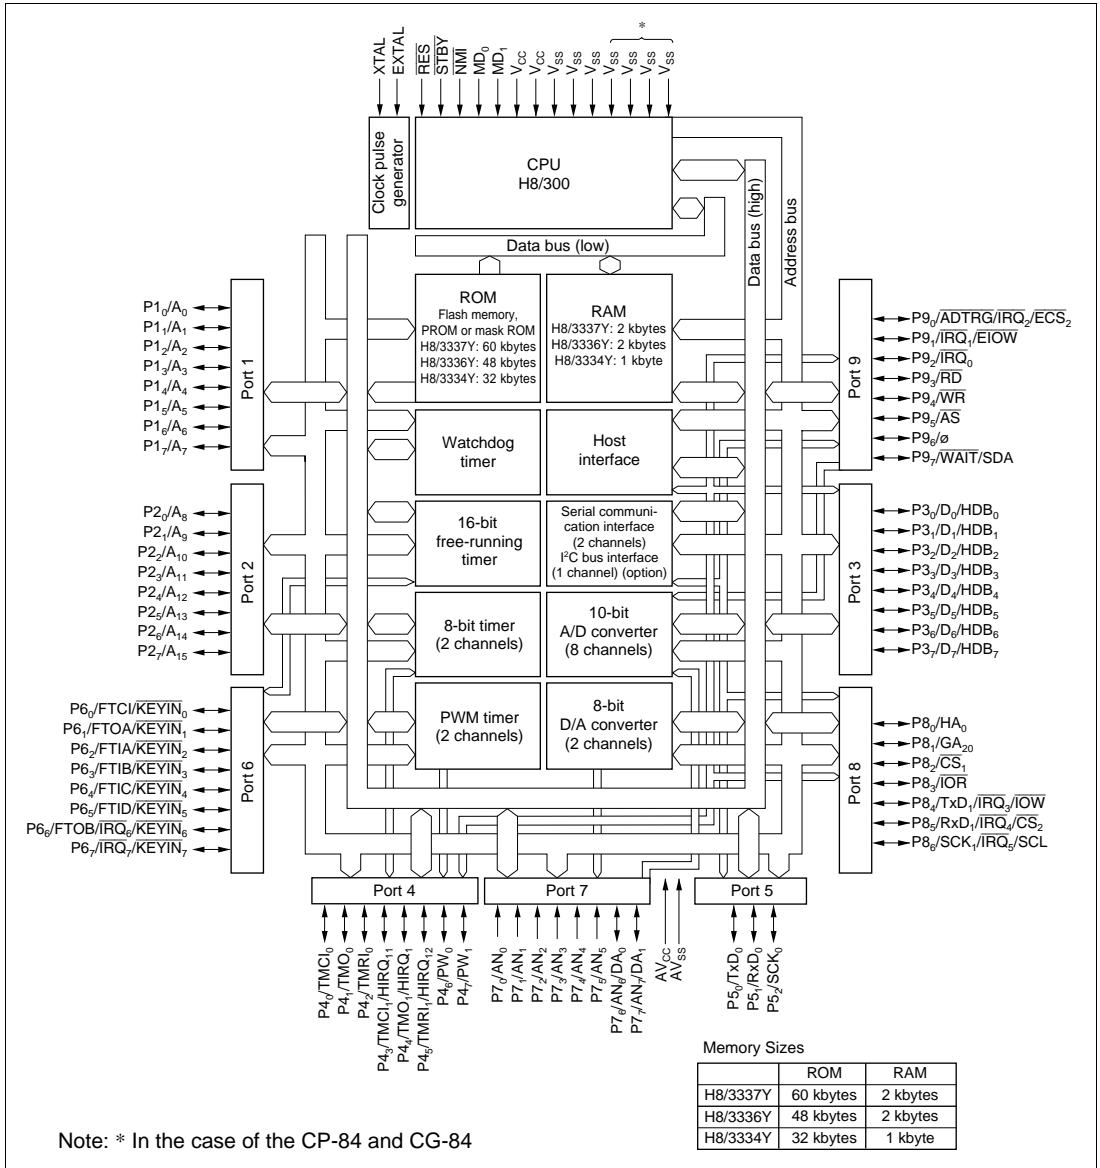 *
XTAL
EXTAL
RES
STBY
NMI
MD0
MD1
VCC
VCC
VSS
VSS
VSS
VSS
VSS
VSS
VSS
Clock pulse
generator
CPU
H8/300
Data bus (low)
Data bus (high)
Address bus
ROM
Flash memory,
PROM or mask ROM
H8/3337Y: 60 kbytes
H8/3336Y: 48 kbytes
H8/3334Y: 32 kbytes
RAM
H8/3337Y: 2 kbytes
H8/3336Y: 2 kbytes
H8/3334Y: 1 kbyte
Watchdog
timer
Host
interface
16-bit
free-running
timer
Serial communi-
cation interface
(2 channels)
I²C bus interface
(1 channel) (option)
8-bit timer
(2 channels)
10-bit
A/D converter
(8 channels)
PWM timer
(2 channels)
8-bit
D/A converter
(2 channels)
P10/A0
P11/A1
P12/A2
P13/A3
P14/A4
P15/A5
P16/A6
P17/A7
Port 1
P20/A8
P21/A9
P22/A10
P23/A11
P24/A12
P25/A13
P26/A14
P27/A15
Port 2
P60/FTCI/KEYIN0
P61/FTOA/KEYIN1
P62/FTIA/KEYIN2
P63/FTIB/KEYIN3
P64/FTIC/KEYIN4
P65/FTID/KEYIN5
P66/FTOB/IRQ6/KEYIN6
P67/IRQ7/KEYIN7
Port 6
Port 9
P90/ADTRG/IRQ2/ECS2
P91/IRQ1/EIOW
P92/IRQ0
P93/RD
P94/WR
P95/AS
P96/ø
P97/WAIT/SDA
Port 3
P30/D0/HDB0
P31/D1/HDB1
P32/D2/HDB2
P33/D3/HDB3
P34/D4/HDB4
P35/D5/HDB5
P36/D6/HDB6
P37/D7/HDB7
Port 8
P80/HA0
P81/GA20
P82/CS1
P83/IOR
P84/TxD1/IRQ3/IOW
P85/RxD1/IRQ4/CS2
P86/SCK1/IRQ5/SCL
Port 4
Port 7
Port 5
P40/TMCI0
P41/TMO0
P42/TMRI0
P43/TMCI1/HIRQ11
P44/TMO1/HIRQ1
P45/TMRI1/HIRQ12
P46/PW0
P47/PW1
P70/AN0
P71/AN1
P72/AN2
P73/AN3
P74/AN4
P75/AN5
P76/AN6/DA0
P77/AN7/DA1
AVCC
AVSS
P50/TxD0
P51/RxD0
P52/SCK0
Memory Sizes
ROM RAM
H8/3337Y 60 kbytes 2 kbytes
H8/3336Y 48 kbytes 2 kbytes
H8/3334Y 32 kbytes 1 kbyte
Note: * In the case of the CP-84 and CG-84